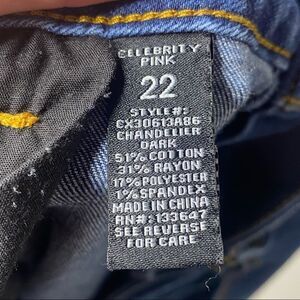 CELEBRITY
PINK
22
STYLE#:
CX30613A86
CHANDELIER
DARK
51% COTTON
31% RAYON
17% POLYESTER
1% SPANDEX
MADE IN CHINA
RN#: 133647
SEE REVERSE
FOR CARE